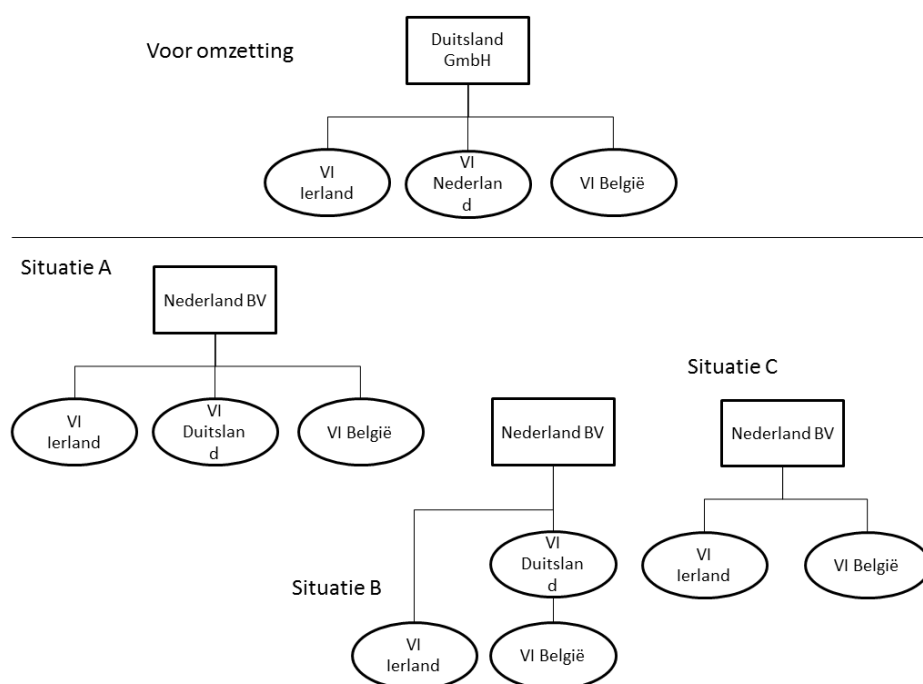 Voor omzetting
Duitsland
GmbH
VI
Ierland
VI
Nederlan
d
VI België
Situatie A
Nederland BV
VI
Ierland
VI
Duitslan
d
VI België
Situatie B
Nederland BV
VI
Duitslan
d
VI
Ierland
VI België
Situatie C
Nederland BV
VI
Ierland
VI België